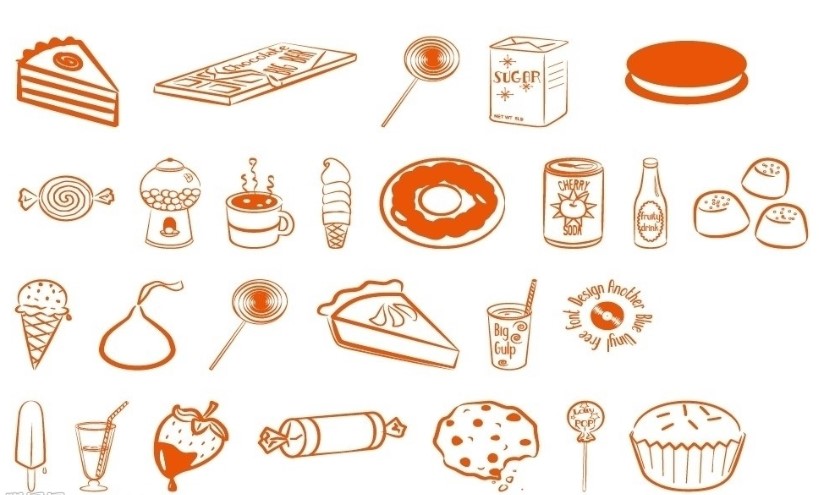 Chocolate
BIG BAR
SUGAR
NET WT 5LB
CHERRY
SODA
fruity
drink
Big
Gulp
Design Another Blue Vinyl Free Font
Lolly
POP!